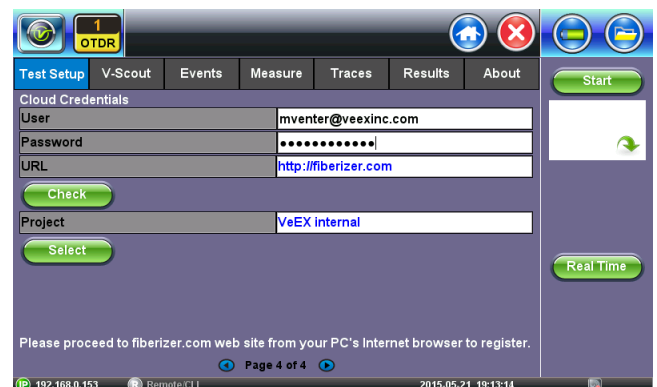 1
OTDR
Test Setup V-Scout Events Measure Traces Results About
Start
Cloud Credentials
User mventer@veexinc.com
Password ●●●●●●●●●●●●
URL http://fiberizer.com
Check
Project VeEX internal
Select
Real Time
Please proceed to fiberizer.com web site from your PC's Internet browser to register.
Page 4 of 4
IP 192.168.0.153 R Remote/CLI 2015.05.21 19:13:14